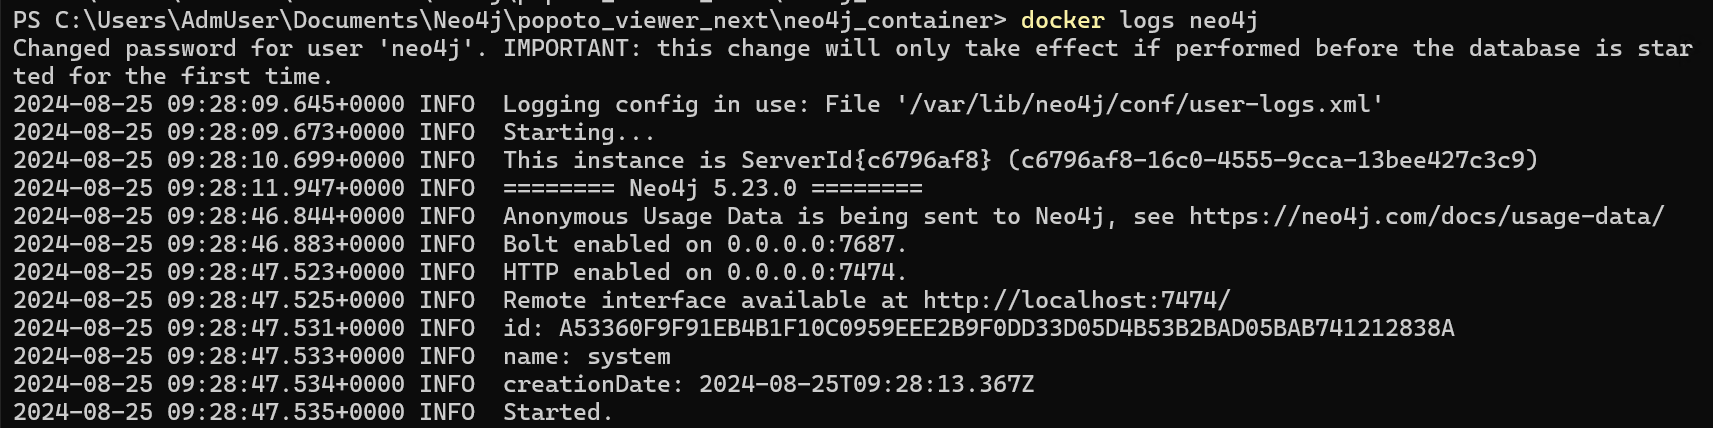 PS C:\Users\AdmUser\Documents\Neo4j\popoto_viewer_next\neo4j_container> docker logs neo4j
Changed password for user 'neo4j'. IMPORTANT: this change will only take effect if performed before the database is star
ted for the first time.
2024-08-25 09:28:09.645+0000 INFO  Logging config in use: File '/var/lib/neo4j/conf/user-logs.xml'
2024-08-25 09:28:09.673+0000 INFO  Starting...
2024-08-25 09:28:10.699+0000 INFO  This instance is ServerId{c6796af8} (c6796af8-16c0-4555-9cca-13bee427c3c9)
2024-08-25 09:28:11.947+0000 INFO  ======== Neo4j 5.23.0 ========
2024-08-25 09:28:46.844+0000 INFO  Anonymous Usage Data is being sent to Neo4j, see https://neo4j.com/docs/usage-data/
2024-08-25 09:28:46.883+0000 INFO  Bolt enabled on 0.0.0.0:7687.
2024-08-25 09:28:47.523+0000 INFO  HTTP enabled on 0.0.0.0:7474.
2024-08-25 09:28:47.525+0000 INFO  Remote interface available at http://localhost:7474/
2024-08-25 09:28:47.531+0000 INFO  id: A53360F9F91EB4B1F10C0959EEE2B9F0DD33D05D4B53B2BAD05BAB741212838A
2024-08-25 09:28:47.533+0000 INFO  name: system
2024-08-25 09:28:47.534+0000 INFO  creationDate: 2024-08-25T09:28:13.367Z
2024-08-25 09:28:47.535+0000 INFO  Started.